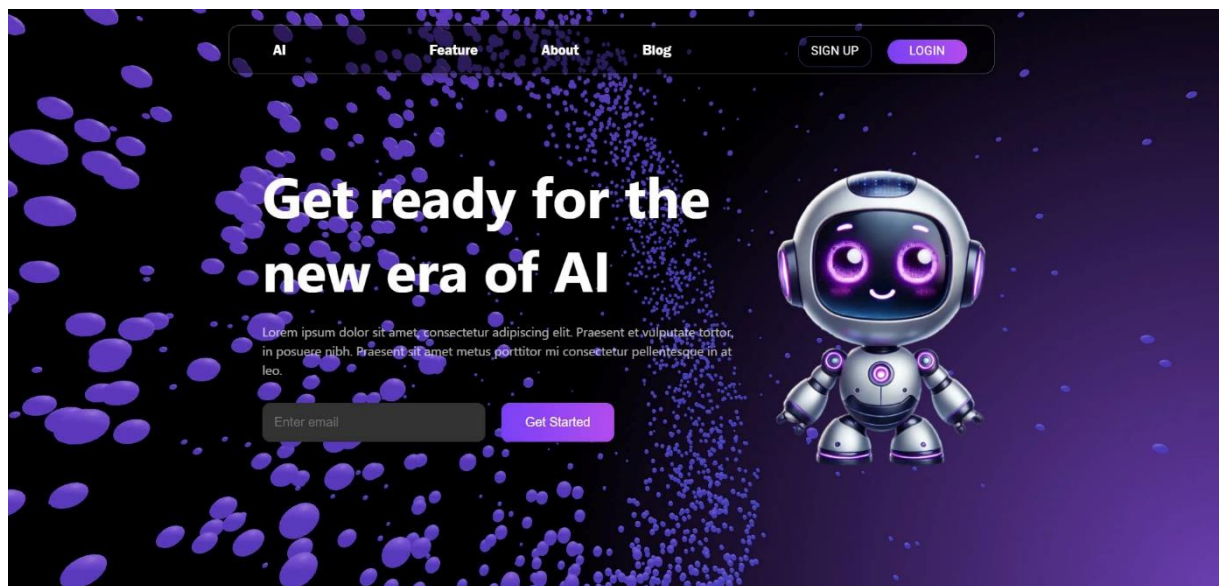 AI Feature About Blog SIGN UP LOGIN
Get ready for the
new era of AI
Lorem ipsum dolor sit amet, consectetur adipiscing elit. Praesent et vulputate tortor,
in posuere nibh. Praesent sit amet metus porttitor mi consectetur pellentesque in at
leo.
Enter email Get Started